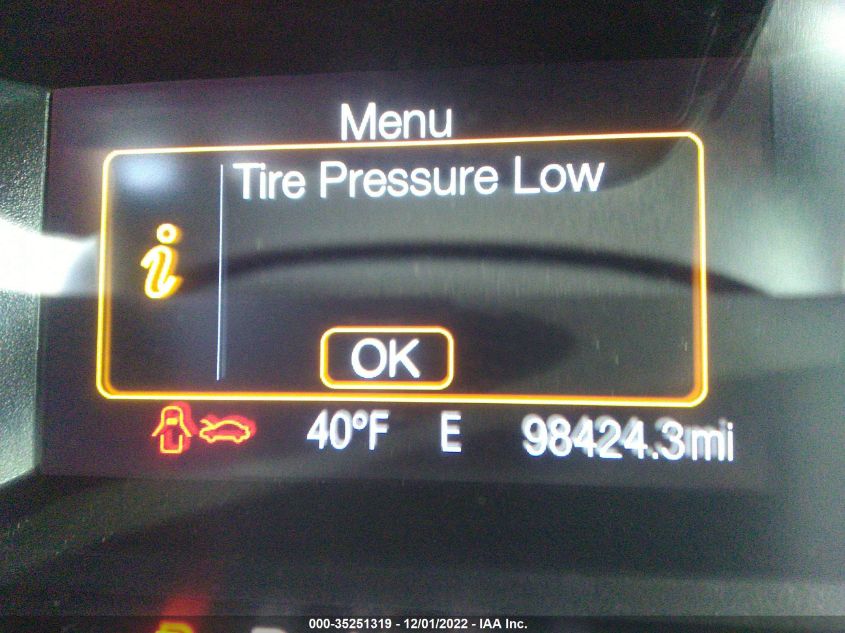 Menu
Tire Pressure Low
i
OK
40°F E 98424.3mi
000-35251319 - 12/01/2022 - IAA Inc.